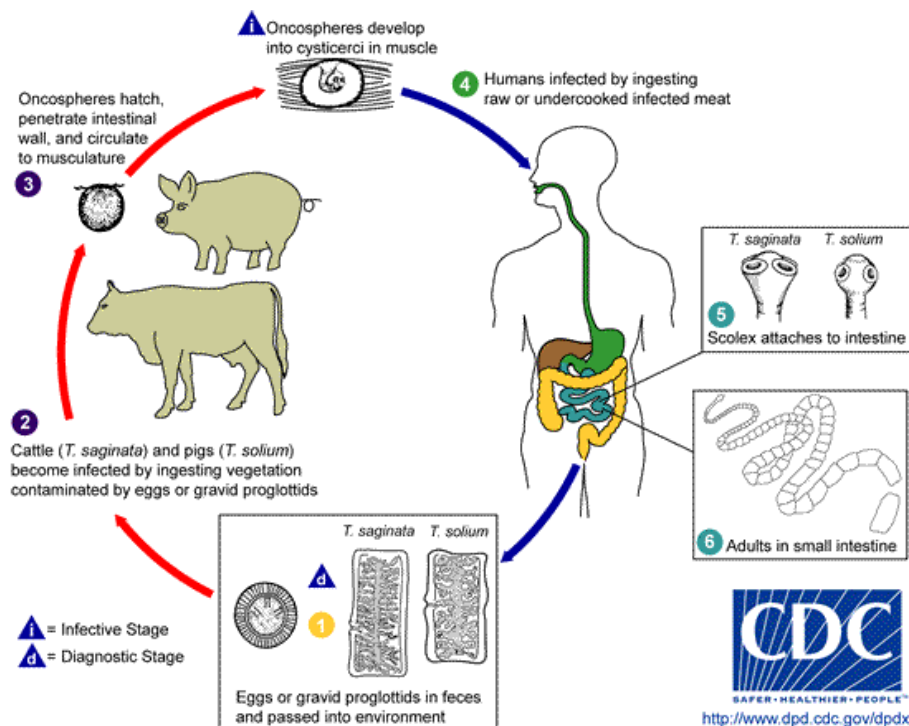 i
Oncospheres develop
into cysticerci in muscle
4
Humans infected by ingesting
raw or undercooked infected meat
Oncospheres hatch,
penetrate intestinal
wall, and circulate
to musculature
3
T. saginata T. solium
5
Scolex attaches to intestine
2
Cattle (T. saginata) and pigs (T. solium)
become infected by ingesting vegetation
contaminated by eggs or gravid proglottids
6
Adults in small intestine
T. saginata T. solium
d
1
Eggs or gravid proglottids in feces
and passed into environment
i = Infective Stage
d = Diagnostic Stage
CDC
SAFER·HEALTHIER·PEOPLE™
http://www.dpd.cdc.gov/dpdx